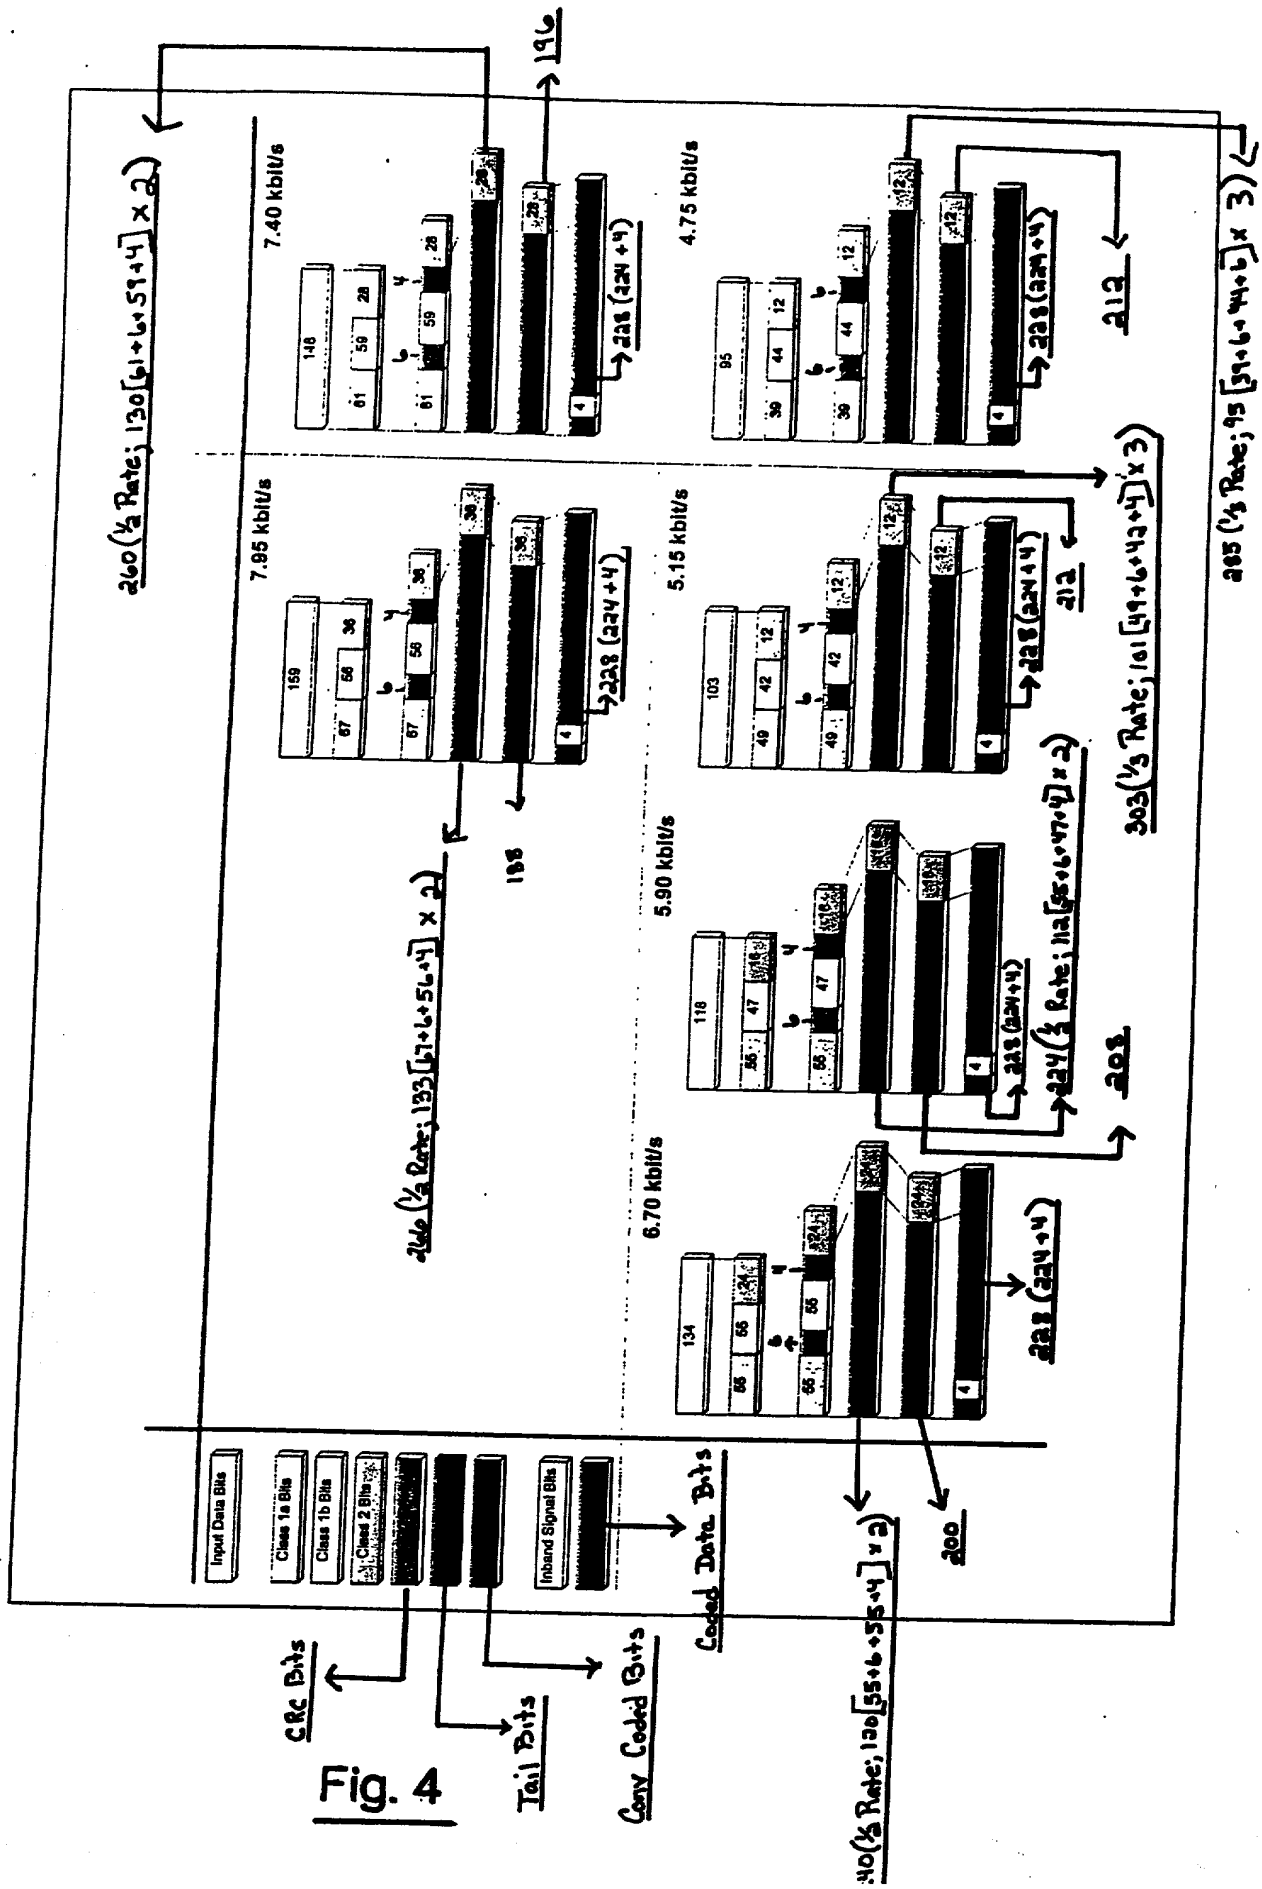 Fig. 4
Input Data Bits
Class 1a Bits
Class 1b Bits
Class 2 Bits
CRC Bits
Tail Bits
Conv Coded Bits
Inband Signal Bits
Coded Data Bits
7.95 kbit/s
159
67 56 36
6 4
67 56 36
36
266 (1/2 Rate; 133 [67+6+56+4] x 2)
36
188
4
228 (224+4)
7.40 kbit/s
148
61 59 28
6 4
61 59 28
28
260 (1/2 Rate; 130 [61+6+59+4] x 2)
28
196
4
228 (224+4)
6.70 kbit/s
134
55 55 24
6 4
55 55 24
24
40 (1/2 Rate; 120 [55+6+55+4] x 2)
24
200
4
228 (224+4)
5.90 kbit/s
118
55 47 16
6 4
55 47 16
16
224 (1/2 Rate; 112 [55+6+47+4] x 2)
16
208
4
228 (224+4)
5.15 kbit/s
103
49 42 12
6 4
49 42 12
12
303 (1/3 Rate; 101 [49+6+42+4] x 3)
12
212
4
228 (224+4)
4.75 kbit/s
95
39 44 12
6 6
39 44 12
12
285 (1/3 Rate; 95 [39+6+44+6] x 3)
12
212
4
228 (224+4)